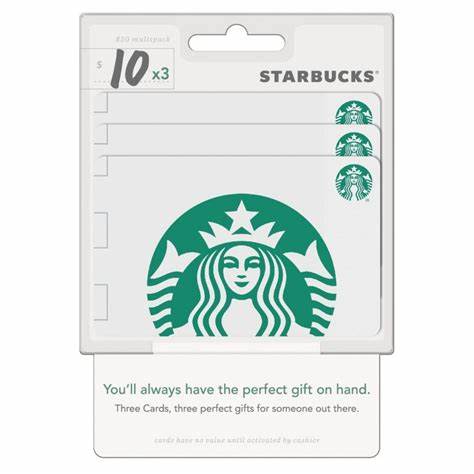 multipack
$ 10 x3
STARBUCKS
You'll always have the perfect gift on hand.
Three Cards, three perfect gifts for someone out there.
cards have no value until activated by cashier